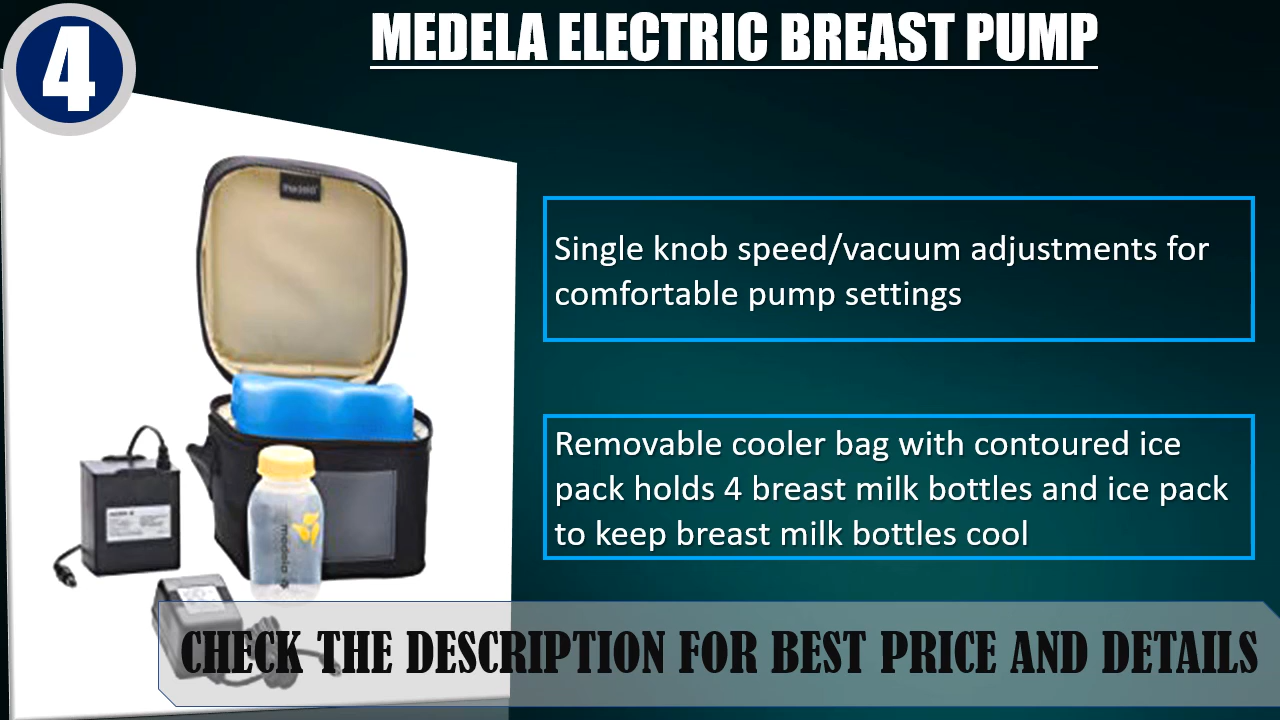 4
MEDELA ELECTRIC BREAST PUMP
medela
Single knob speed/vacuum adjustments for
comfortable pump settings
Removable cooler bag with contoured ice
pack holds 4 breast milk bottles and ice pack
to keep breast milk bottles cool
medela
CHECK THE DESCRIPTION FOR BEST PRICE AND DETAILS